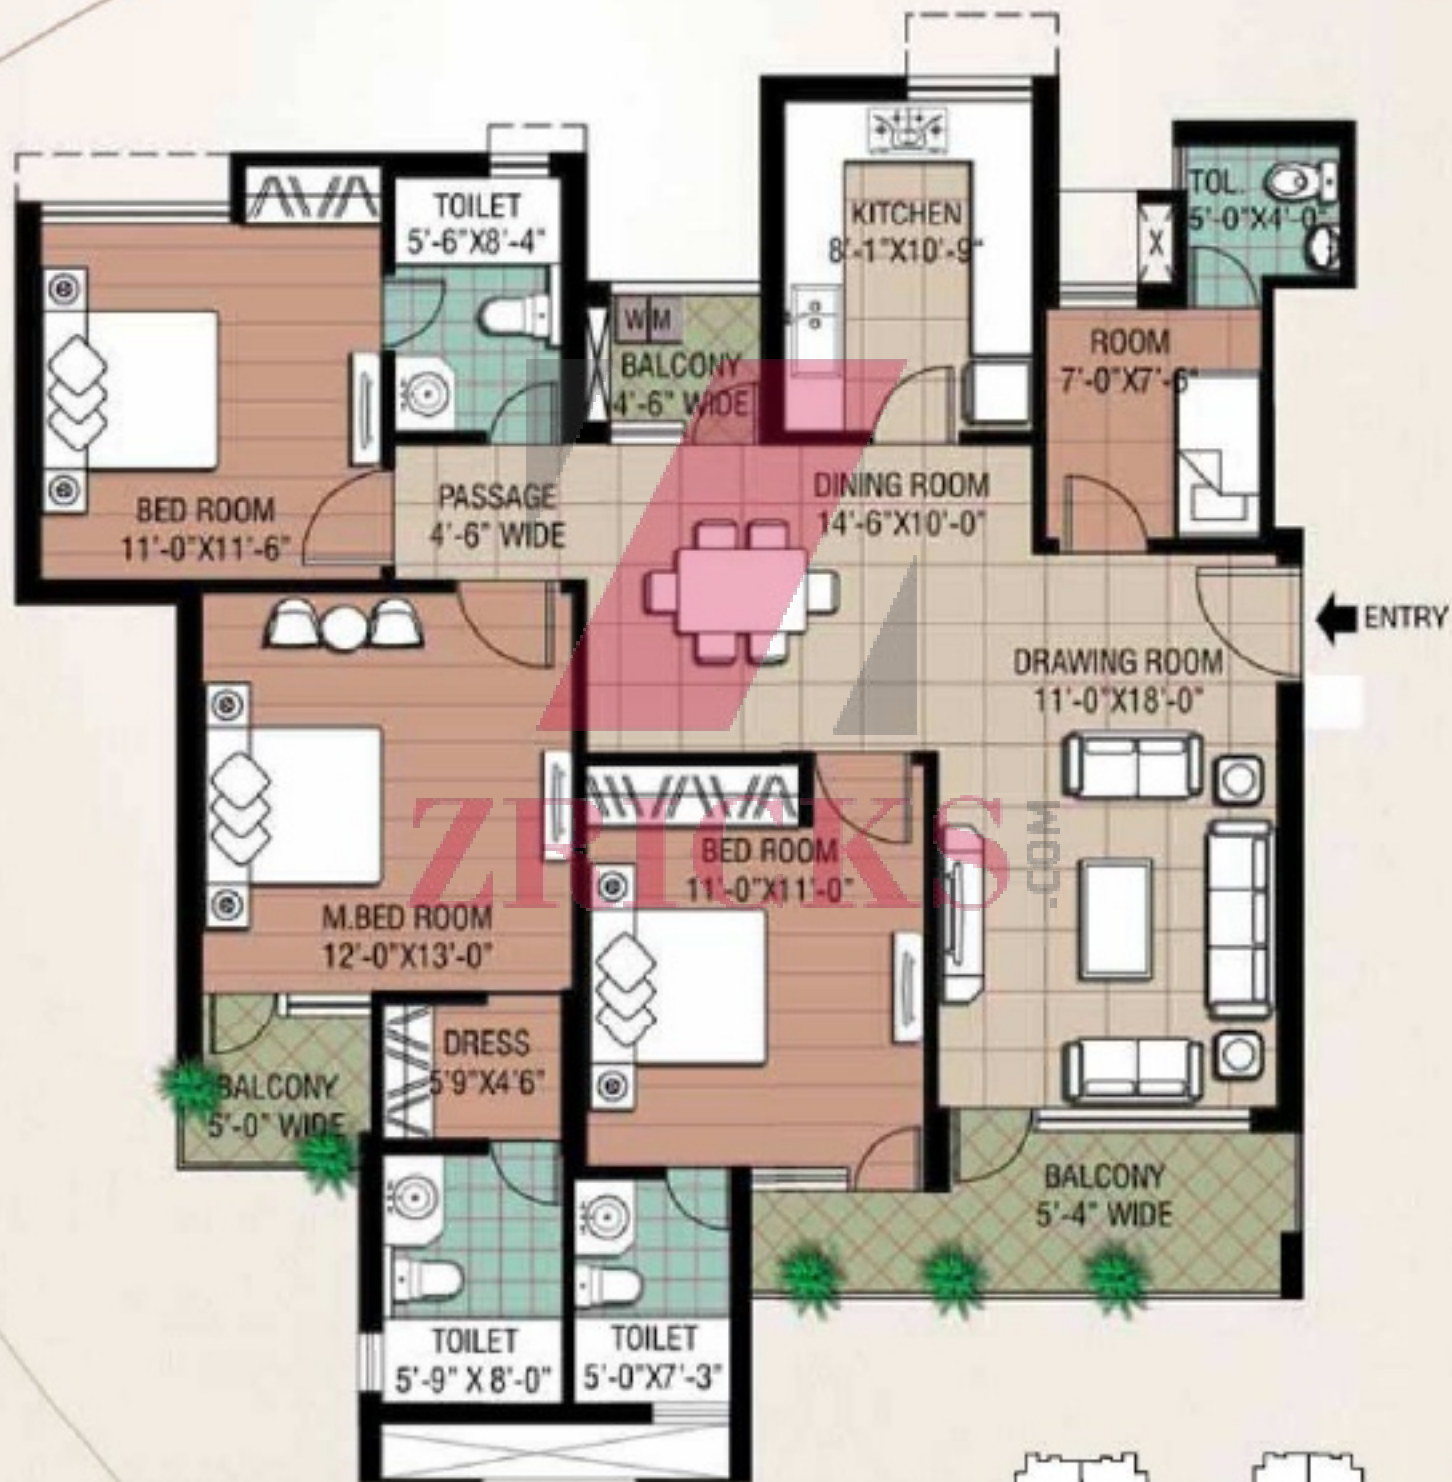 TOILET
5'-6"X8'-4"
KITCHEN
8'-1"X10'-9"
TOL.
5'-0"X4'-0"
X
W M
BALCONY
4'-6" WIDE
ROOM
7'-0"X7'-6"
BED ROOM
11'-0"X11'-6"
PASSAGE
4'-6" WIDE
DINING ROOM
14'-6"X10'-0"
ENTRY
DRAWING ROOM
11'-0"X18'-0"
ZRICKS
.COM
BED ROOM
11'-0"X11'-0"
M.BED ROOM
12'-0"X13'-0"
DRESS
5'9"X4'6"
BALCONY
5'-0" WIDE
BALCONY
5'-4" WIDE
TOILET
5'-9" X 8'-0"
TOILET
5'-0"X7'-3"